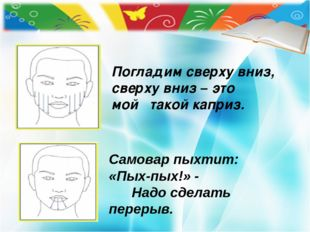 Погладим сверху вниз,
сверху вниз – это
мой такой каприз.
Самовар пыхтит:
«Пых-пых!» -
Надо сделать
перерыв.